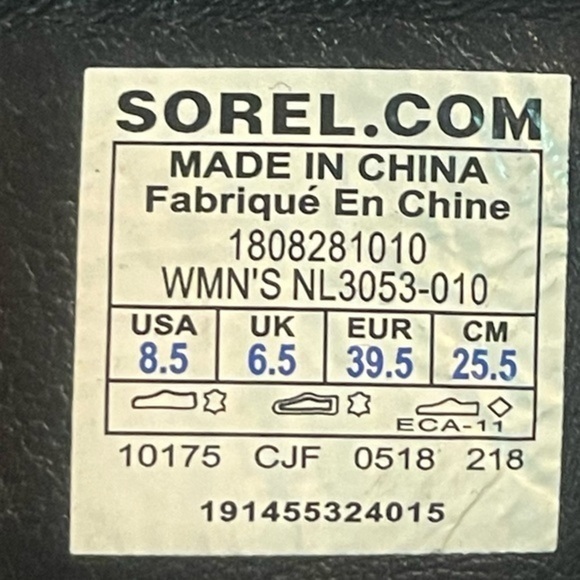 SOREL.COM
MADE IN CHINA
Fabriqué En Chine
1808281010
WMN'S NL3053-010
USA UK EUR CM
8.5 6.5 39.5 25.5
ECA-11
10175 CJF 0518 218
191455324015